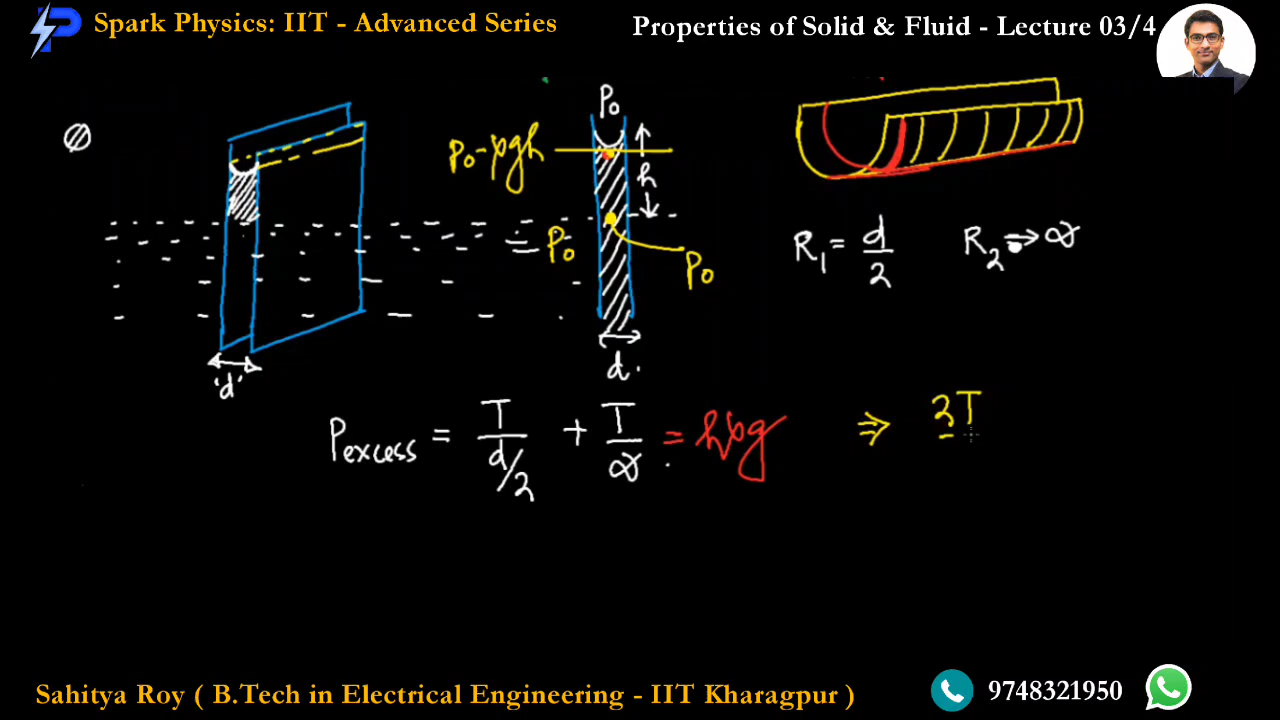 Spark Physics: IIT - Advanced Series
Properties of Solid & Fluid - Lecture 03/4
P₀
P₀-ρgh
h
P₀
P₀
R₁ = d/2 R₂ → ∞
'd'
d.
Pexcess = T/(d/2) + T/∞ = hρg ⇒ 2T
Sahitya Roy ( B.Tech in Electrical Engineering - IIT Kharagpur )
9748321950